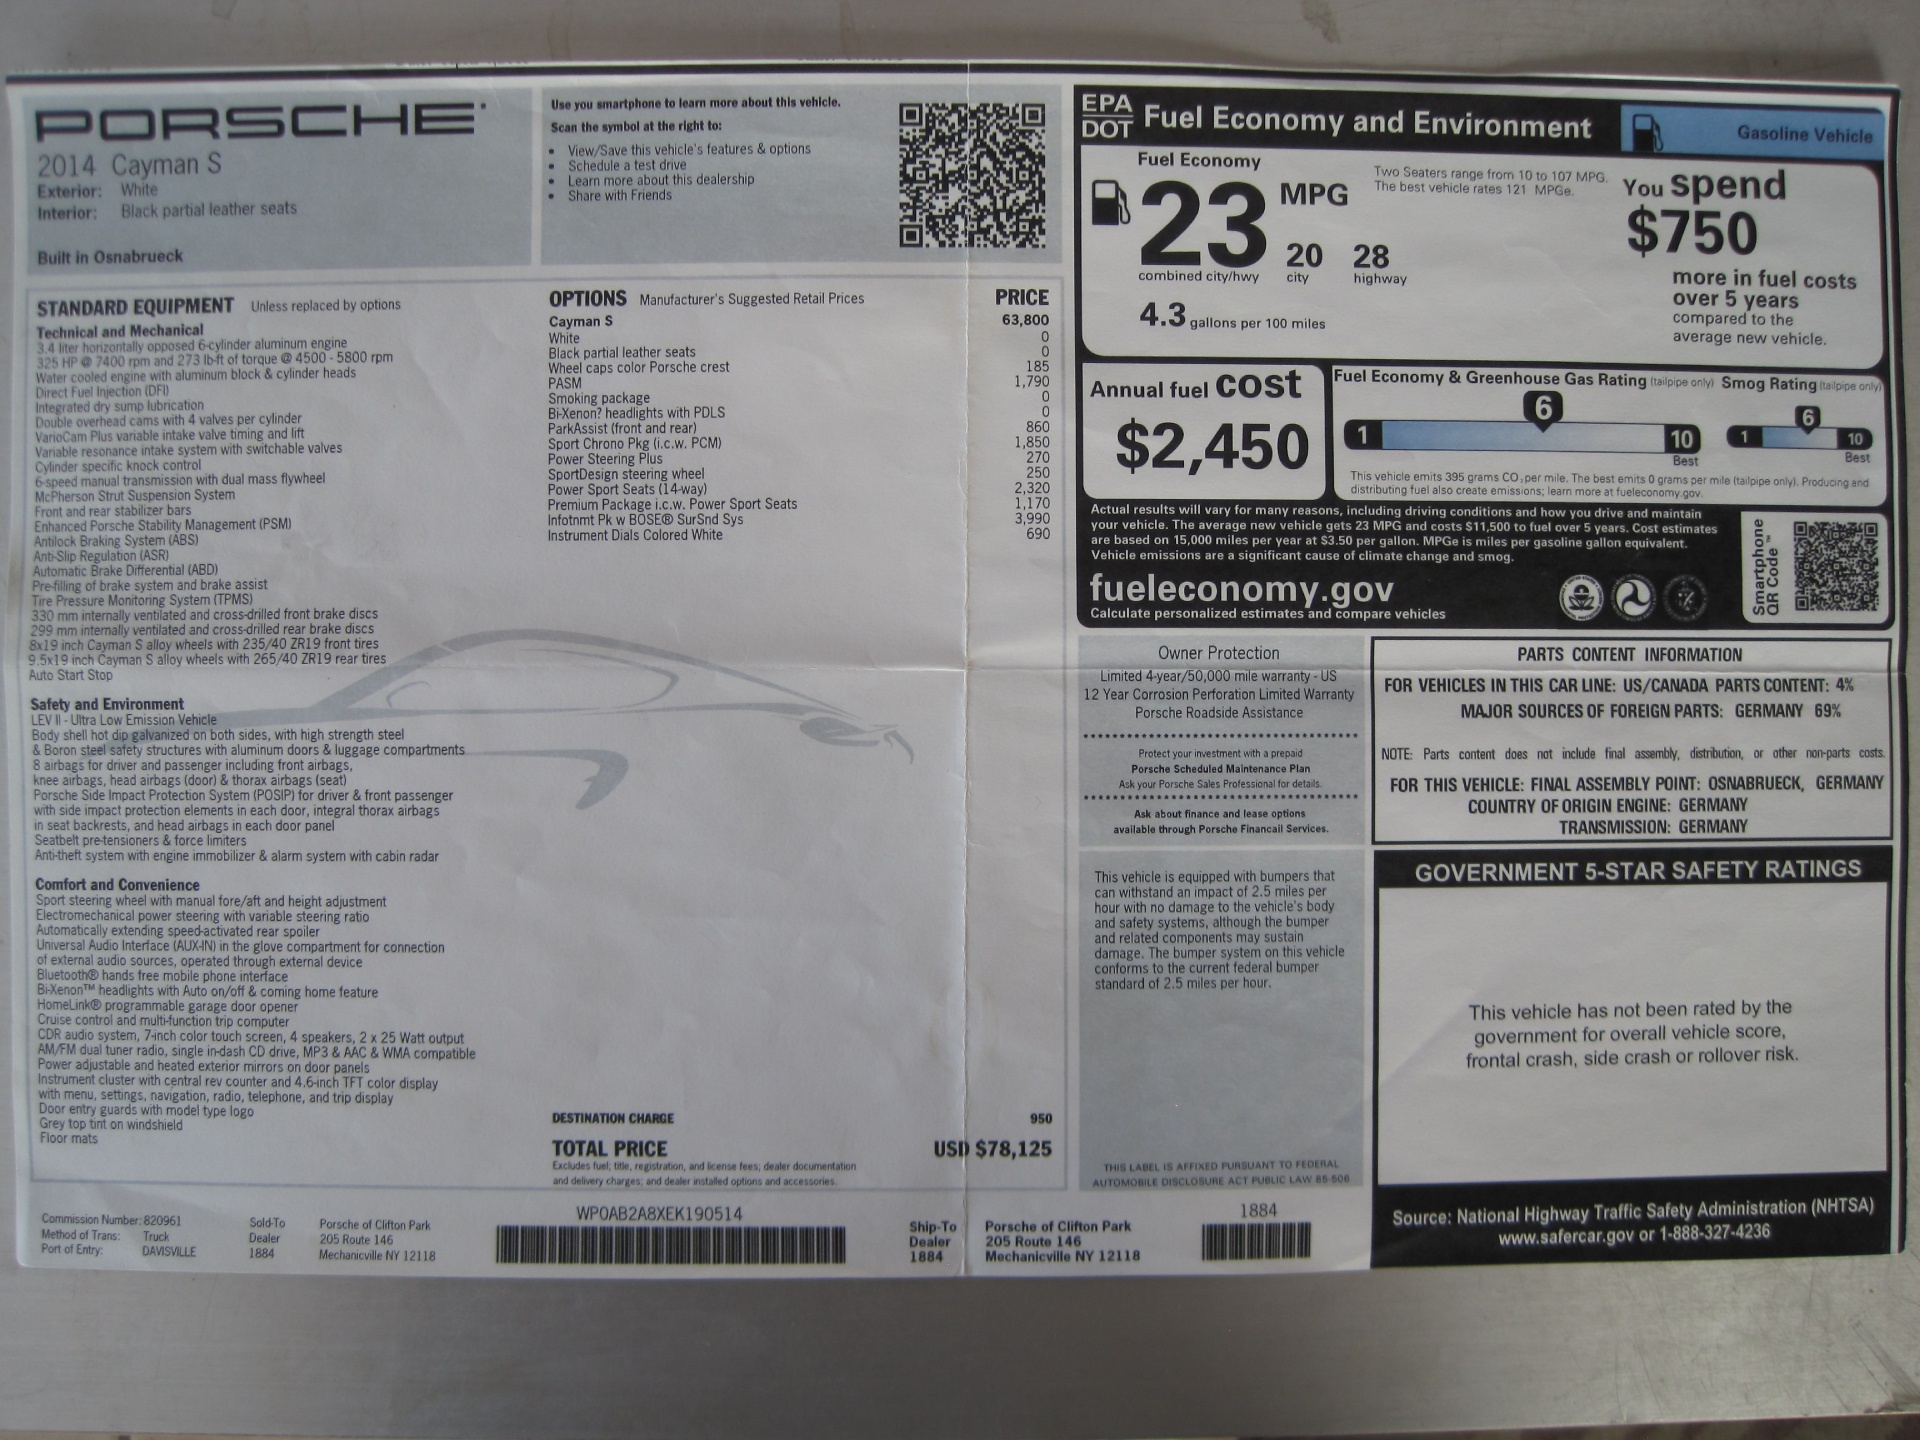 PORSCHE
2014 Cayman S
Exterior: White
Interior: Black partial leather seats
Built in Osnabrueck
Use you smartphone to learn more about this vehicle.
Scan the symbol at the right to:
• View/Save this vehicle's features & options
• Schedule a test drive
• Learn more about this dealership
• Share with Friends
STANDARD EQUIPMENT Unless replaced by options
Technical and Mechanical
3.4 liter horizontally opposed 6-cylinder aluminum engine
325 HP @ 7400 rpm and 273 lb-ft of torque @ 4500 - 5800 rpm
Water cooled engine with aluminum block & cylinder heads
Direct Fuel Injection (DFI)
Integrated dry sump lubrication
Double overhead cams with 4 valves per cylinder
VarioCam Plus variable intake valve timing and lift
Variable resonance intake system with switchable valves
Cylinder specific knock control
6-speed manual transmission with dual mass flywheel
McPherson Strut Suspension System
Front and rear stabilizer bars
Enhanced Porsche Stability Management (PSM)
Antilock Braking System (ABS)
Anti-Slip Regulation (ASR)
Automatic Brake Differential (ABD)
Pre-filling of brake system and brake assist
Tire Pressure Monitoring System (TPMS)
330 mm internally ventilated and cross-drilled front brake discs
299 mm internally ventilated and cross-drilled rear brake discs
8x19 inch Cayman S alloy wheels with 235/40 ZR19 front tires
9.5x19 inch Cayman S alloy wheels with 265/40 ZR19 rear tires
Auto Start Stop
Safety and Environment
LEV II - Ultra Low Emission Vehicle
Body shell hot dip galvanized on both sides, with high strength steel
& Boron steel safety structures with aluminum doors & luggage compartments
8 airbags for driver and passenger including front airbags,
knee airbags, head airbags (door) & thorax airbags (seat)
Porsche Side Impact Protection System (POSIP) for driver & front passenger
with side impact protection elements in each door, integral thorax airbags
in seat backrests, and head airbags in each door panel
Seatbelt pre-tensioners & force limiters
Anti-theft system with engine immobilizer & alarm system with cabin radar
Comfort and Convenience
Sport steering wheel with manual fore/aft and height adjustment
Electromechanical power steering with variable steering ratio
Automatically extending speed-activated rear spoiler
Universal Audio Interface (AUX-IN) in the glove compartment for connection
of external audio sources, operated through external device
Bluetooth® hands free mobile phone interface
Bi-Xenon™ headlights with Auto on/off & coming home feature
HomeLink® programmable garage door opener
Cruise control and multi-function trip computer
CDR audio system, 7-inch color touch screen, 4 speakers, 2 x 25 Watt output
AM/FM dual tuner radio, single in-dash CD drive, MP3 & AAC & WMA compatible
Power adjustable and heated exterior mirrors on door panels
Instrument cluster with central rev counter and 4.6-inch TFT color display
with menu, settings, navigation, radio, telephone, and trip display
Door entry guards with model type logo
Grey top tint on windshield
Floor mats
OPTIONS Manufacturer's Suggested Retail Prices PRICE
Cayman S 63,800
White 0
Black partial leather seats 0
Wheel caps color Porsche crest 185
PASM 1,790
Smoking package 0
Bi-Xenon? headlights with PDLS 0
ParkAssist (front and rear) 860
Sport Chrono Pkg (i.c.w. PCM) 1,850
Power Steering Plus 270
SportDesign steering wheel 250
Power Sport Seats (14-way) 2,320
Premium Package i.c.w. Power Sport Seats 1,170
Infotnmt Pk w BOSE® SurSnd Sys 3,990
Instrument Dials Colored White 690
DESTINATION CHARGE 950
TOTAL PRICE USD $78,125
Excludes fuel, title, registration, and license fees; dealer documentation
and delivery charges; and dealer installed options and accessories.
Commission Number: 820961
Method of Trans: Truck
Port of Entry: DAVISVILLE
Sold-To
Dealer
1884
Porsche of Clifton Park
205 Route 146
Mechanicville NY 12118
WP0AB2A8XEK190514
Ship-To
Dealer
1884
Porsche of Clifton Park
205 Route 146
Mechanicville NY 12118
1884
EPA
DOT
Fuel Economy and Environment
Gasoline Vehicle
Fuel Economy
23 MPG
combined city/hwy
20
city
28
highway
4.3 gallons per 100 miles
Two Seaters range from 10 to 107 MPG.
The best vehicle rates 121 MPGe.
You spend
$750
more in fuel costs
over 5 years
compared to the
average new vehicle.
Annual fuel cost
$2,450
Fuel Economy & Greenhouse Gas Rating (tailpipe only)
1 6 10
Best
Smog Rating (tailpipe only)
1 6 10
Best
This vehicle emits 395 grams CO2 per mile. The best emits 0 grams per mile (tailpipe only). Producing and
distributing fuel also create emissions; learn more at fueleconomy.gov.
Actual results will vary for many reasons, including driving conditions and how you drive and maintain
your vehicle. The average new vehicle gets 23 MPG and costs $11,500 to fuel over 5 years. Cost estimates
are based on 15,000 miles per year at $3.50 per gallon. MPGe is miles per gasoline gallon equivalent.
Vehicle emissions are a significant cause of climate change and smog.
fueleconomy.gov
Calculate personalized estimates and compare vehicles
Smartphone
QR Code™
Owner Protection
Limited 4-year/50,000 mile warranty - US
12 Year Corrosion Perforation Limited Warranty
Porsche Roadside Assistance
Protect your investment with a prepaid
Porsche Scheduled Maintenance Plan
Ask your Porsche Sales Professional for details.
Ask about finance and lease options
available through Porsche Financail Services.
This vehicle is equipped with bumpers that
can withstand an impact of 2.5 miles per
hour with no damage to the vehicle's body
and safety systems, although the bumper
and related components may sustain
damage. The bumper system on this vehicle
conforms to the current federal bumper
standard of 2.5 miles per hour.
THIS LABEL IS AFFIXED PURSUANT TO FEDERAL
AUTOMOBILE DISCLOSURE ACT PUBLIC LAW 85-506
PARTS CONTENT INFORMATION
FOR VEHICLES IN THIS CAR LINE: US/CANADA PARTS CONTENT: 4%
MAJOR SOURCES OF FOREIGN PARTS: GERMANY 69%
NOTE: Parts content does not include final assembly, distribution, or other non-parts costs.
FOR THIS VEHICLE: FINAL ASSEMBLY POINT: OSNABRUECK, GERMANY
COUNTRY OF ORIGIN ENGINE: GERMANY
TRANSMISSION: GERMANY
GOVERNMENT 5-STAR SAFETY RATINGS
This vehicle has not been rated by the
government for overall vehicle score,
frontal crash, side crash or rollover risk.
Source: National Highway Traffic Safety Administration (NHTSA)
www.safercar.gov or 1-888-327-4236